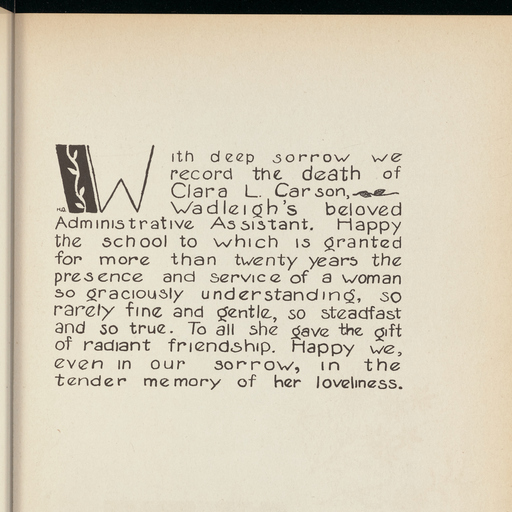 With deep sorrow we
record the death of
Clara L. Carson,
Wadleigh's beloved
Administrative Assistant. Happy
the school to which is granted
for more than twenty years the
presence and service of a woman
so graciously understanding, so
rarely fine and gentle, so steadfast
and so true. To all she gave the gift
of radiant friendship. Happy we,
even in our sorrow, in the
tender memory of her loveliness.